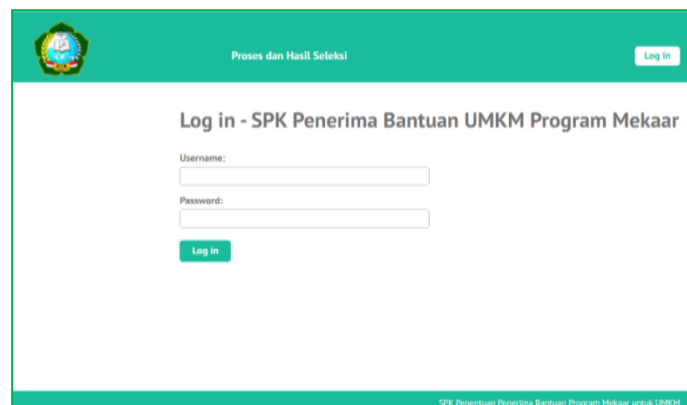 Proses dan Hasil Seleksi
Log In
Log in - SPK Penerima Bantuan UMKM Program Mekaar
Username:
Password:
Log in
SPK Penentuan Penerima Bantuan Program Mekaar untuk UMKM